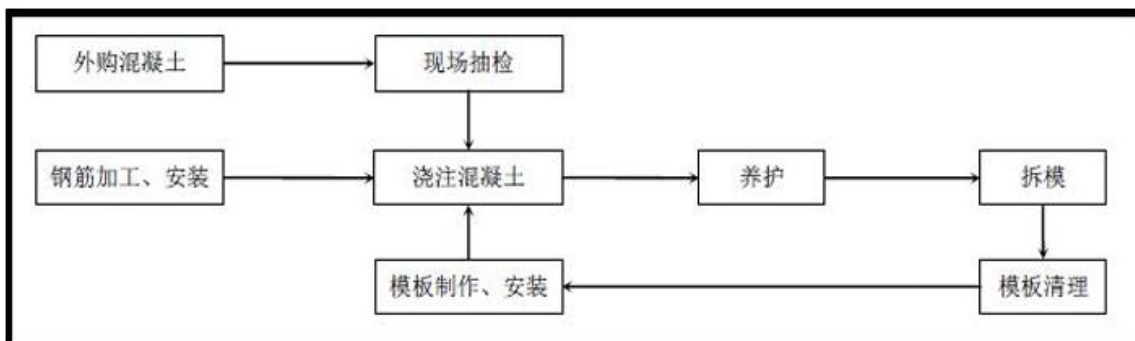 外购混凝土
现场抽检
钢筋加工、安装
浇注混凝土
养护
拆模
模板制作、安装
模板清理